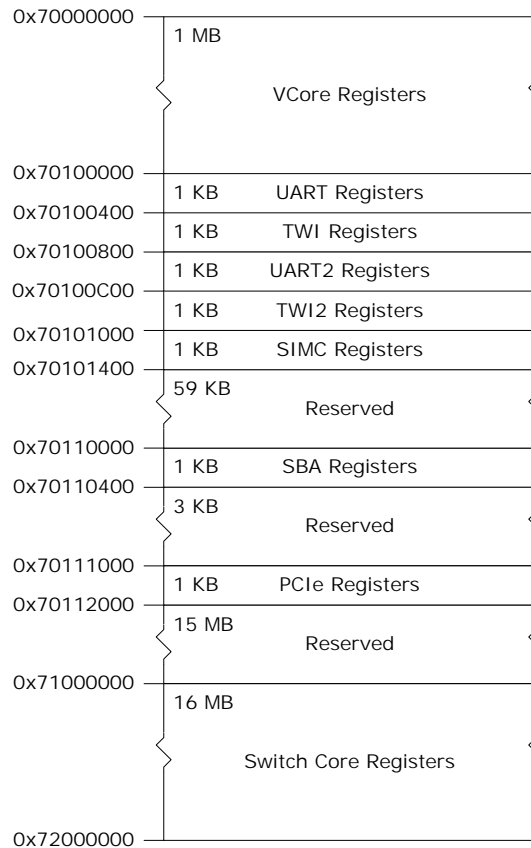 0x70000000
1 MB
VCore Registers
0x70100000
1 KB UART Registers
0x70100400
1 KB TWI Registers
0x70100800
1 KB UART2 Registers
0x70100C00
1 KB TWI2 Registers
0x70101000
1 KB SIMC Registers
0x70101400
59 KB
Reserved
0x70110000
1 KB SBA Registers
0x70110400
3 KB
Reserved
0x70111000
1 KB PCIe Registers
0x70112000
15 MB
Reserved
0x71000000
16 MB
Switch Core Registers
0x72000000